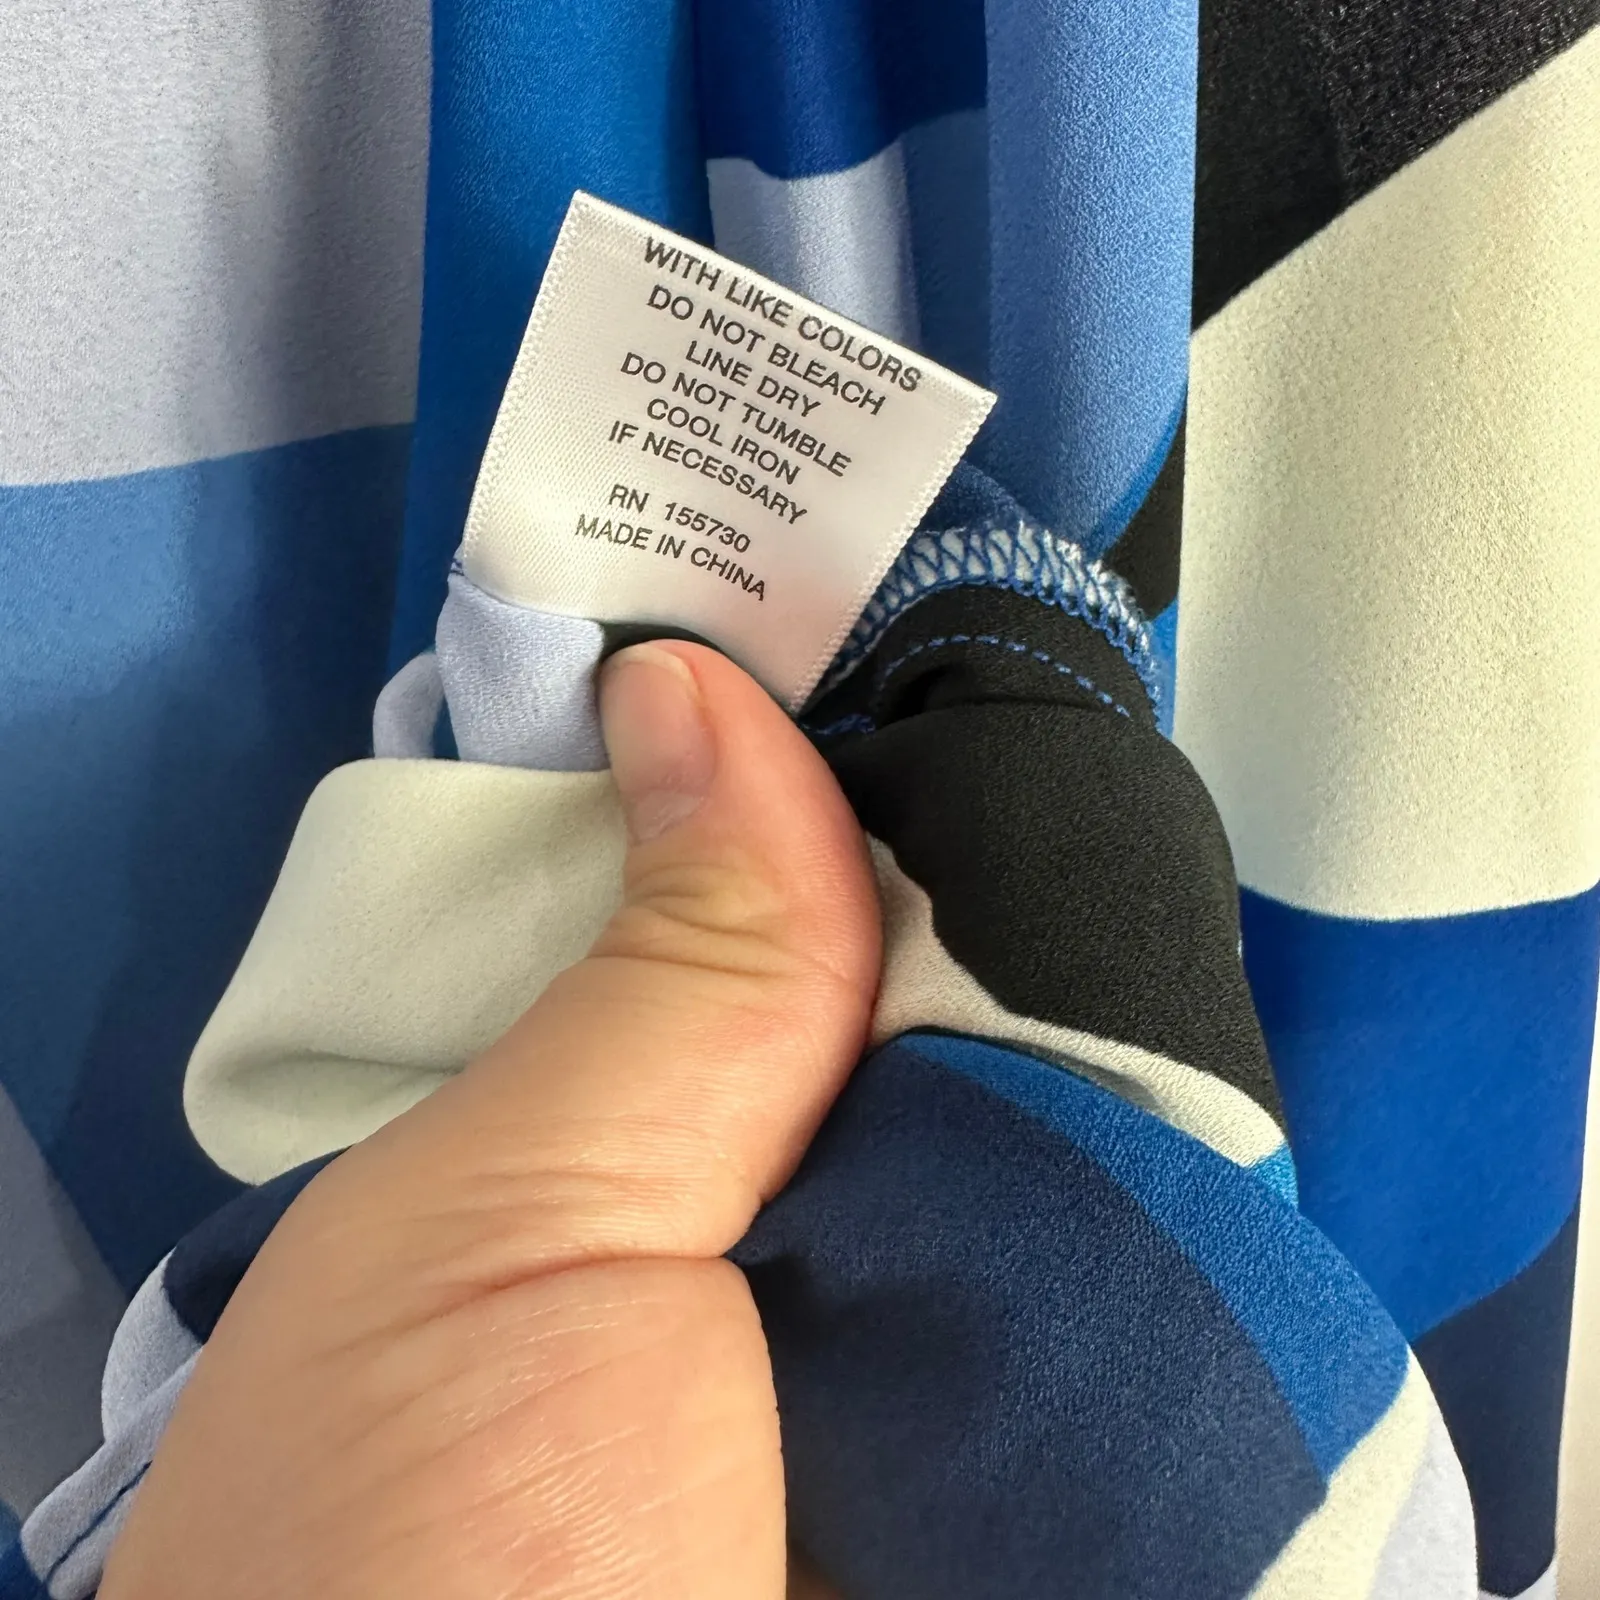 WITH LIKE COLORS
DO NOT BLEACH
LINE DRY
DO NOT TUMBLE
COOL IRON
IF NECESSARY
RN 155730
MADE IN CHINA